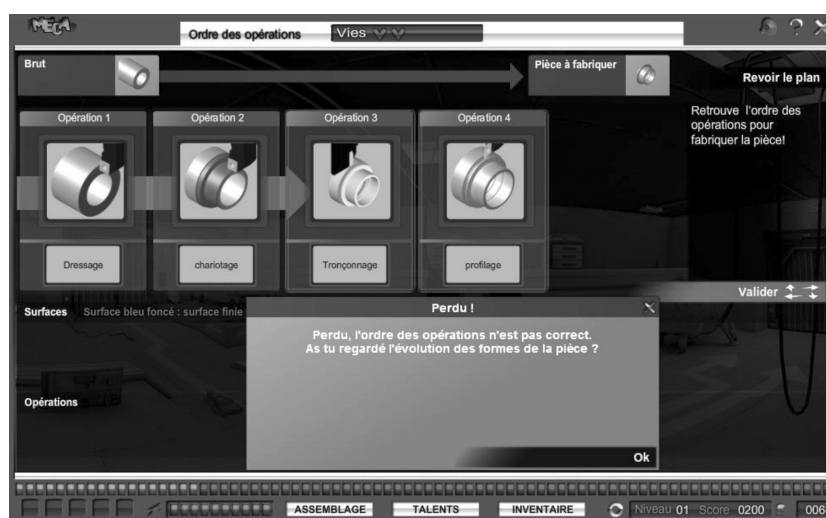 MECA
Ordre des opérations
Vies
?
Brut
Pièce à fabriquer
Revoir le plan
Retrouve l'ordre des
opérations pour
fabriquer la pièce!
Opération 1
Opération 2
Opération 3
Opération 4
Dressage
chariotage
Tronçonnage
profilage
Valider
Surfaces
Surface bleu foncé : surface finie
Perdu !
Perdu, l'ordre des opérations n'est pas correct.
As tu regardé l'évolution des formes de la pièce ?
Opérations
Ok
ASSEMBLAGE
TALENTS
INVENTAIRE
Niveau 01
Score 0200
006